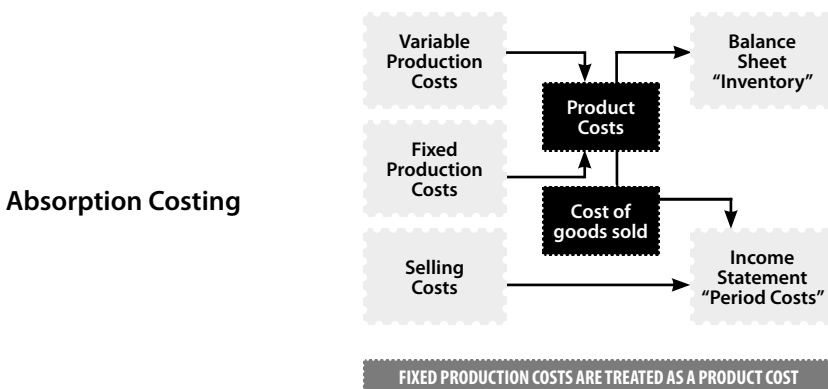 Absorption Costing
Variable
Production
Costs
Fixed
Production
Costs
Selling
Costs
Product
Costs
Cost of
goods sold
Balance
Sheet
“Inventory”
Income
Statement
“Period Costs”
FIXED PRODUCTION COSTS ARE TREATED AS A PRODUCT COST